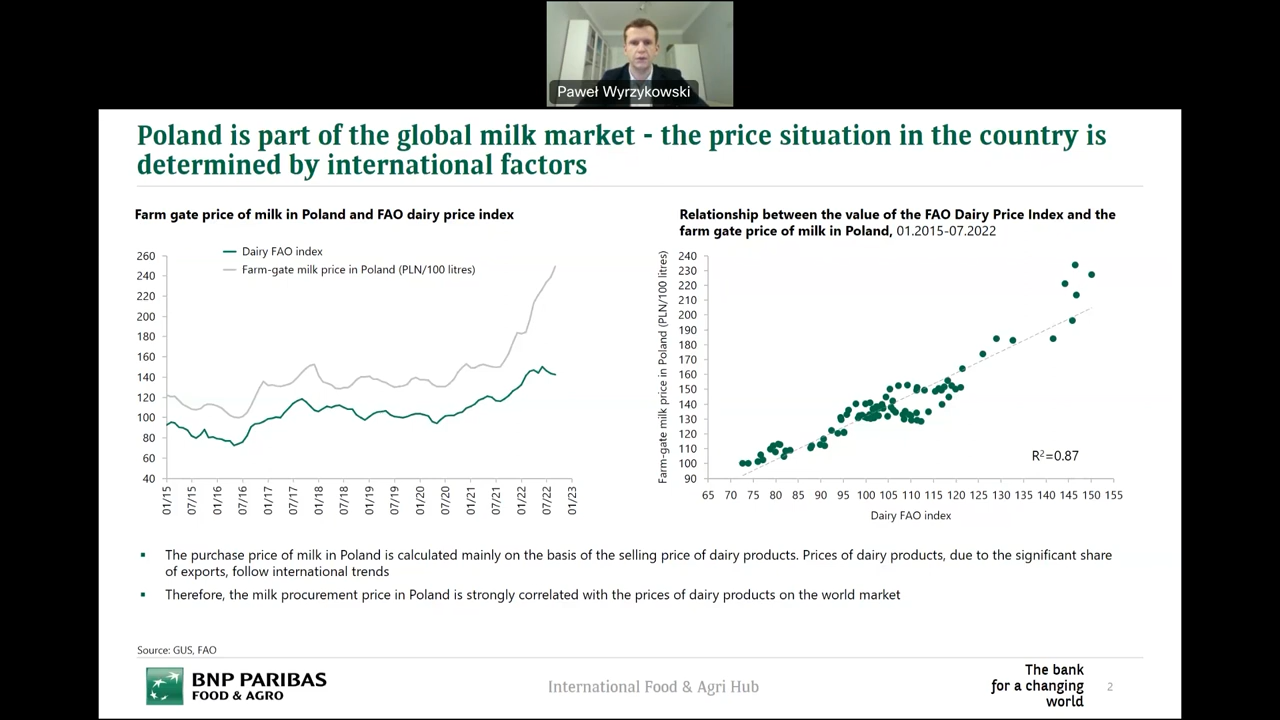 Paweł Wyrzykowski
Poland is part of the global milk market - the price situation in the country is
determined by international factors
Farm gate price of milk in Poland and FAO dairy price index
Dairy FAO index
Farm-gate milk price in Poland (PLN/100 litres)
260
240
220
200
180
160
140
120
100
80
60
40
01/15
07/15
01/16
07/16
01/17
07/17
01/18
07/18
01/19
07/19
01/20
07/20
01/21
07/21
01/22
07/22
01/23
Relationship between the value of the FAO Dairy Price Index and the
farm gate price of milk in Poland, 01.2015-07.2022
Farm-gate milk price in Poland (PLN/100 litres)
240
230
220
210
200
190
180
170
160
150
140
130
120
110
100
90
R²=0.87
65 70 75 80 85 90 95 100 105 110 115 120 125 130 135 140 145 150 155
Dairy FAO index
▪ The purchase price of milk in Poland is calculated mainly on the basis of the selling price of dairy products. Prices of dairy products, due to the significant share
of exports, follow international trends
▪ Therefore, the milk procurement price in Poland is strongly correlated with the prices of dairy products on the world market
Source: GUS, FAO
BNP PARIBAS
FOOD & AGRO
International Food & Agri Hub
The bank
for a changing
world
2